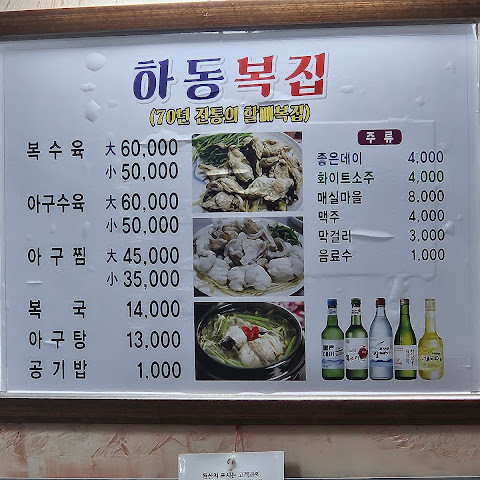 하동복집
(70년 전통의 할매복집)
복수육 大 60,000
小 50,000
아구수육 大 60,000
小 50,000
아구찜 大 45,000
小 35,000
복국 14,000
아구탕 13,000
공기밥 1,000
주류
좋은데이 4,000
화이트소주 4,000
매실마을 8,000
맥주 4,000
막걸리 3,000
음료수 1,000